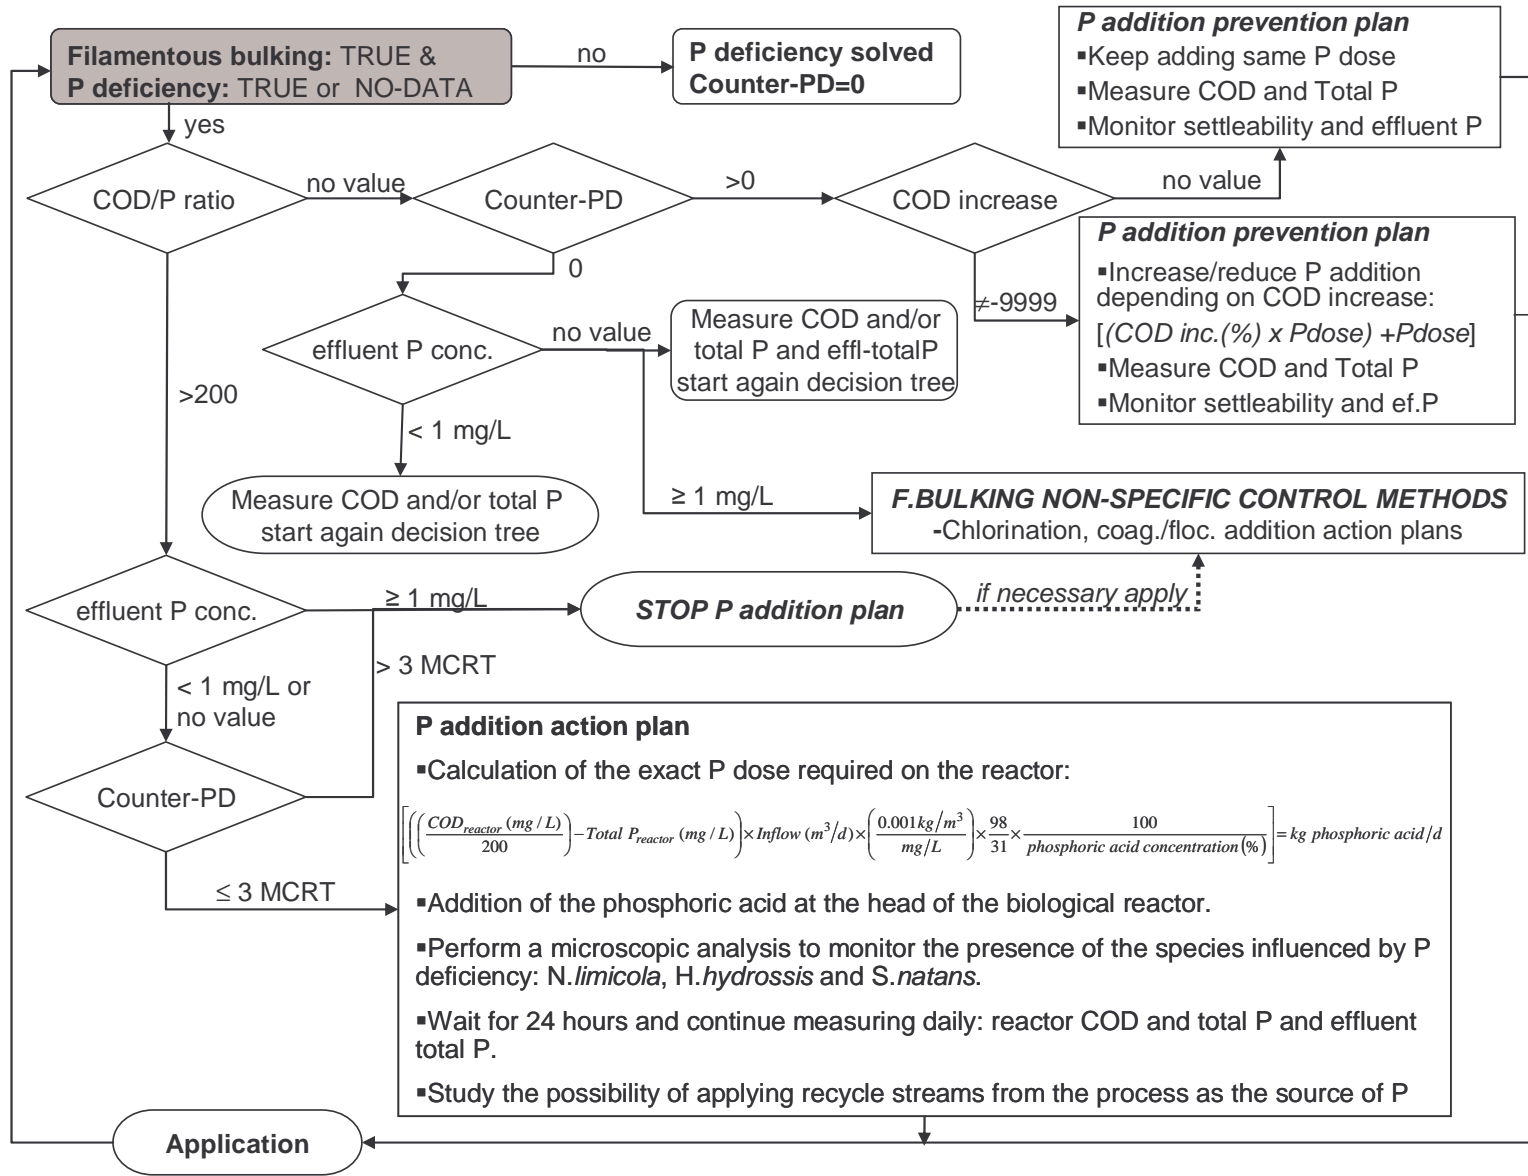 Filamentous bulking: TRUE &
P deficiency: TRUE or NO-DATA
no
P deficiency solved
Counter-PD=0
P addition prevention plan
▪Keep adding same P dose
▪Measure COD and Total P
▪Monitor settleability and effluent P
yes
COD/P ratio
no value
Counter-PD
>0
COD increase
no value
P addition prevention plan
▪Increase/reduce P addition
depending on COD increase:
[(COD inc.(%) x Pdose) +Pdose]
▪Measure COD and Total P
▪Monitor settleability and ef.P
≠-9999
0
effluent P conc.
no value
Measure COD and/or
total P and effl-totalP
start again decision tree
>200
< 1 mg/L
Measure COD and/or total P
start again decision tree
≥ 1 mg/L
F.BULKING NON-SPECIFIC CONTROL METHODS
-Chlorination, coag./floc. addition action plans
effluent P conc.
≥ 1 mg/L
STOP P addition plan
if necessary apply
> 3 MCRT
< 1 mg/L or
no value
Counter-PD
≤ 3 MCRT
P addition action plan
▪Calculation of the exact P dose required on the reactor:
[(((COD reactor (mg/L) / 200) – Total P reactor (mg/L)) × Inflow (m³/d) × (0.001kg/m³ / mg/L) × 98/31 × 100 / phosphoric acid concentration(%)] = kg phosphoric acid/d
▪Addition of the phosphoric acid at the head of the biological reactor.
▪Perform a microscopic analysis to monitor the presence of the species influenced by P
deficiency: N.limicola, H.hydrossis and S.natans.
▪Wait for 24 hours and continue measuring daily: reactor COD and total P and effluent
total P.
▪Study the possibility of applying recycle streams from the process as the source of P
Application